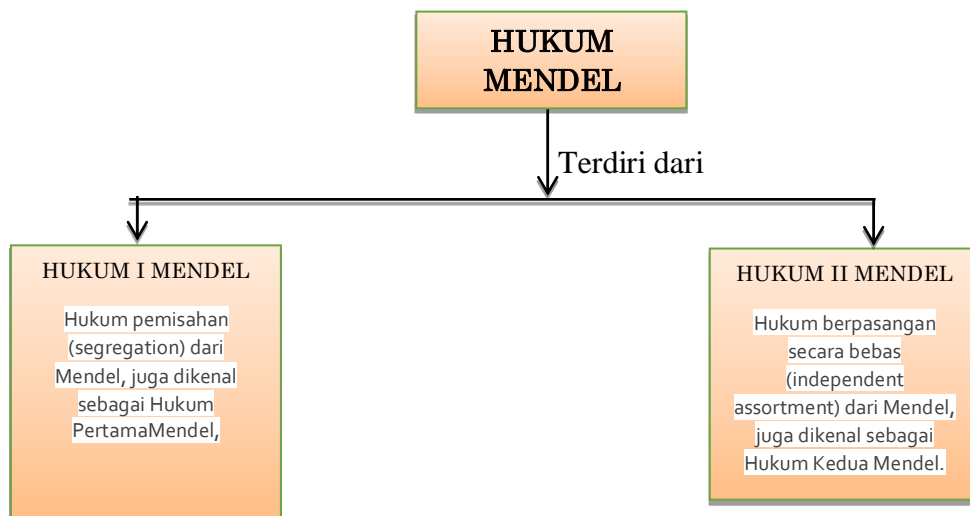 HUKUM
MENDEL
Terdiri dari
HUKUM I MENDEL
Hukum pemisahan
(segregation) dari
Mendel, juga dikenal
sebagai Hukum
PertamaMendel,
HUKUM II MENDEL
Hukum berpasangan
secara bebas
(independent
assortment) dari Mendel,
juga dikenal sebagai
Hukum Kedua Mendel.